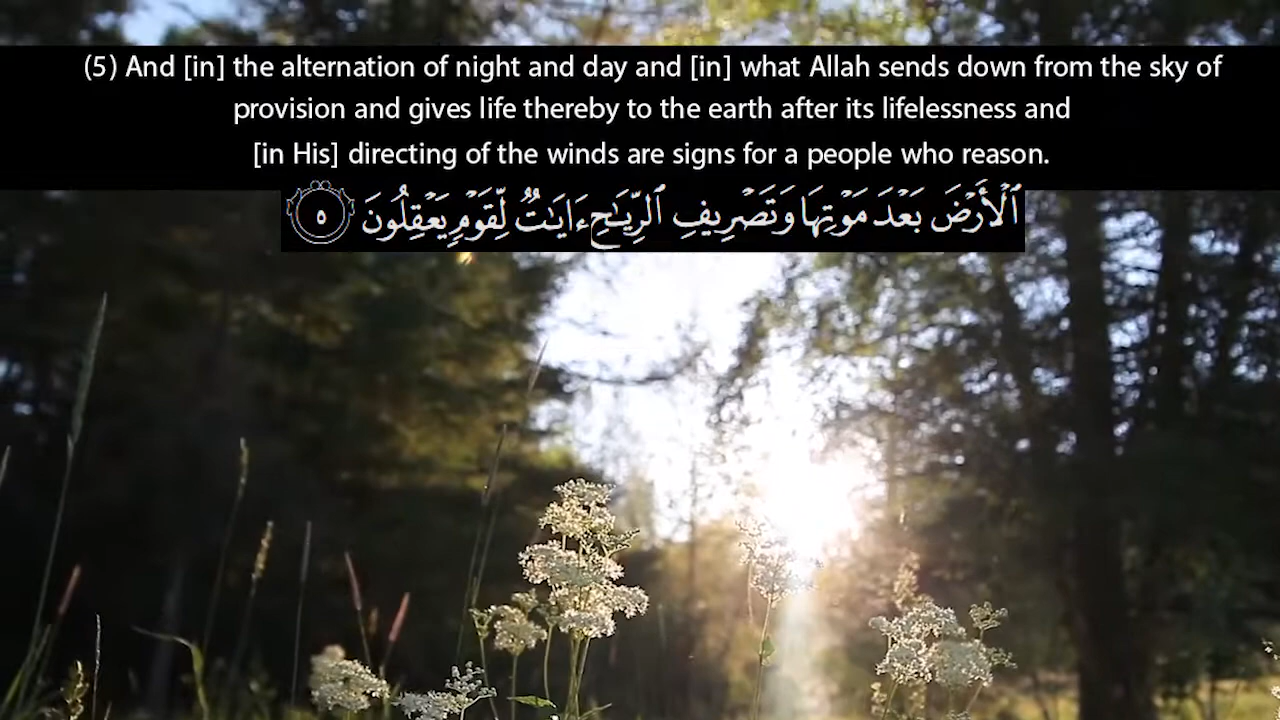 (5) And [in] the alternation of night and day and [in] what Allah sends down from the sky of
provision and gives life thereby to the earth after its lifelessness and
[in His] directing of the winds are signs for a people who reason.
ٱلْأَرْضَ بَعْدَ مَوْتِهَا وَتَصْرِيفِ ٱلرِّيَـٰحِ ءَايَـٰتٌ لِّقَوْمٍ يَعْقِلُونَ ٥